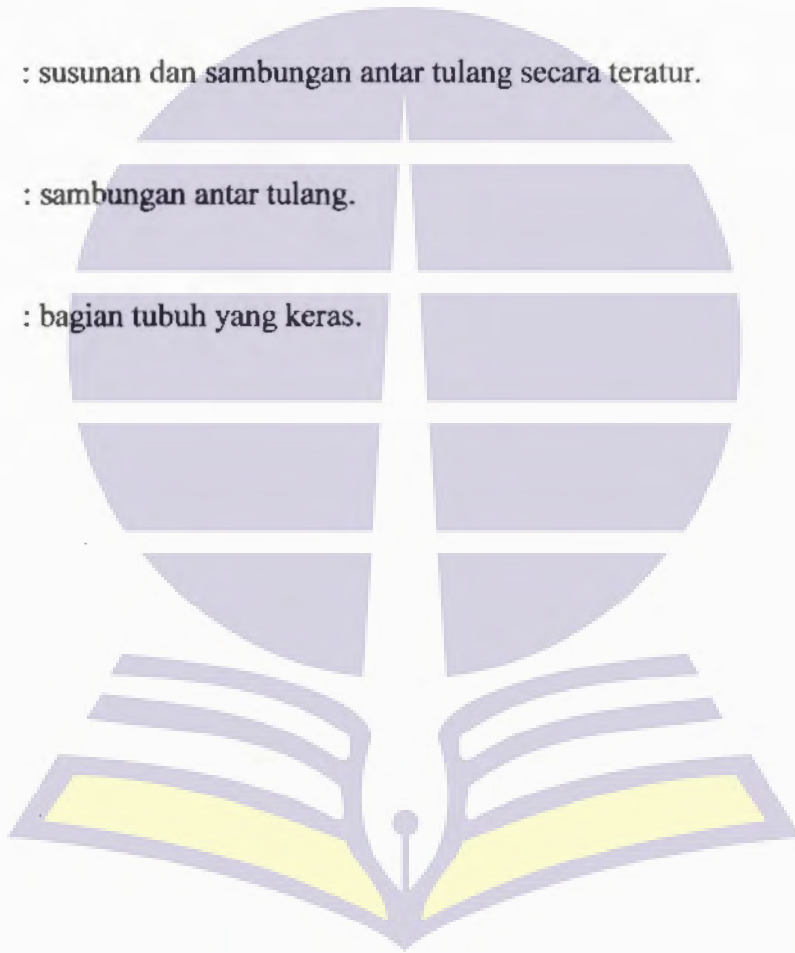 : susunan dan sambungan antar tulang secara teratur.
: sambungan antar tulang.
: bagian tubuh yang keras.